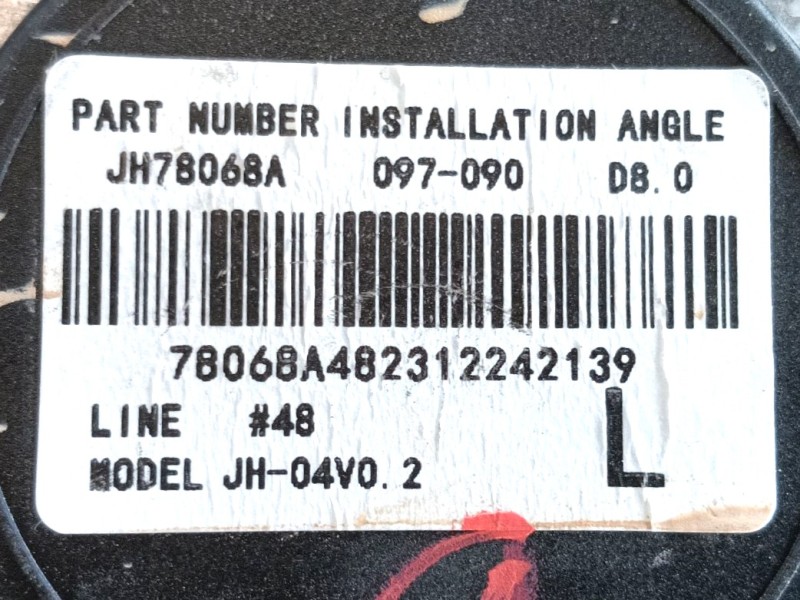 PART NUMBER INSTALLATION ANGLE
JH78068A 097-090 D8.0
78068A482312242139
LINE #48
MODEL JH-04V0.2
L